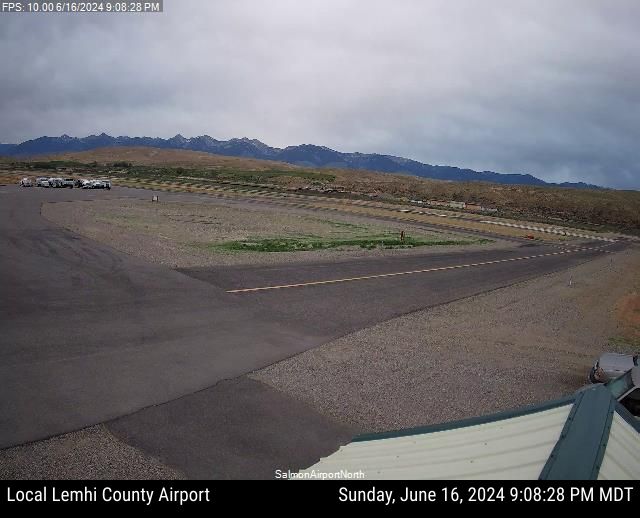 FPS: 10.00 6/16/2024 9:08:28 PM
SalmonAirportNorth
Local Lemhi County Airport Sunday, June 16, 2024 9:08:28 PM MDT